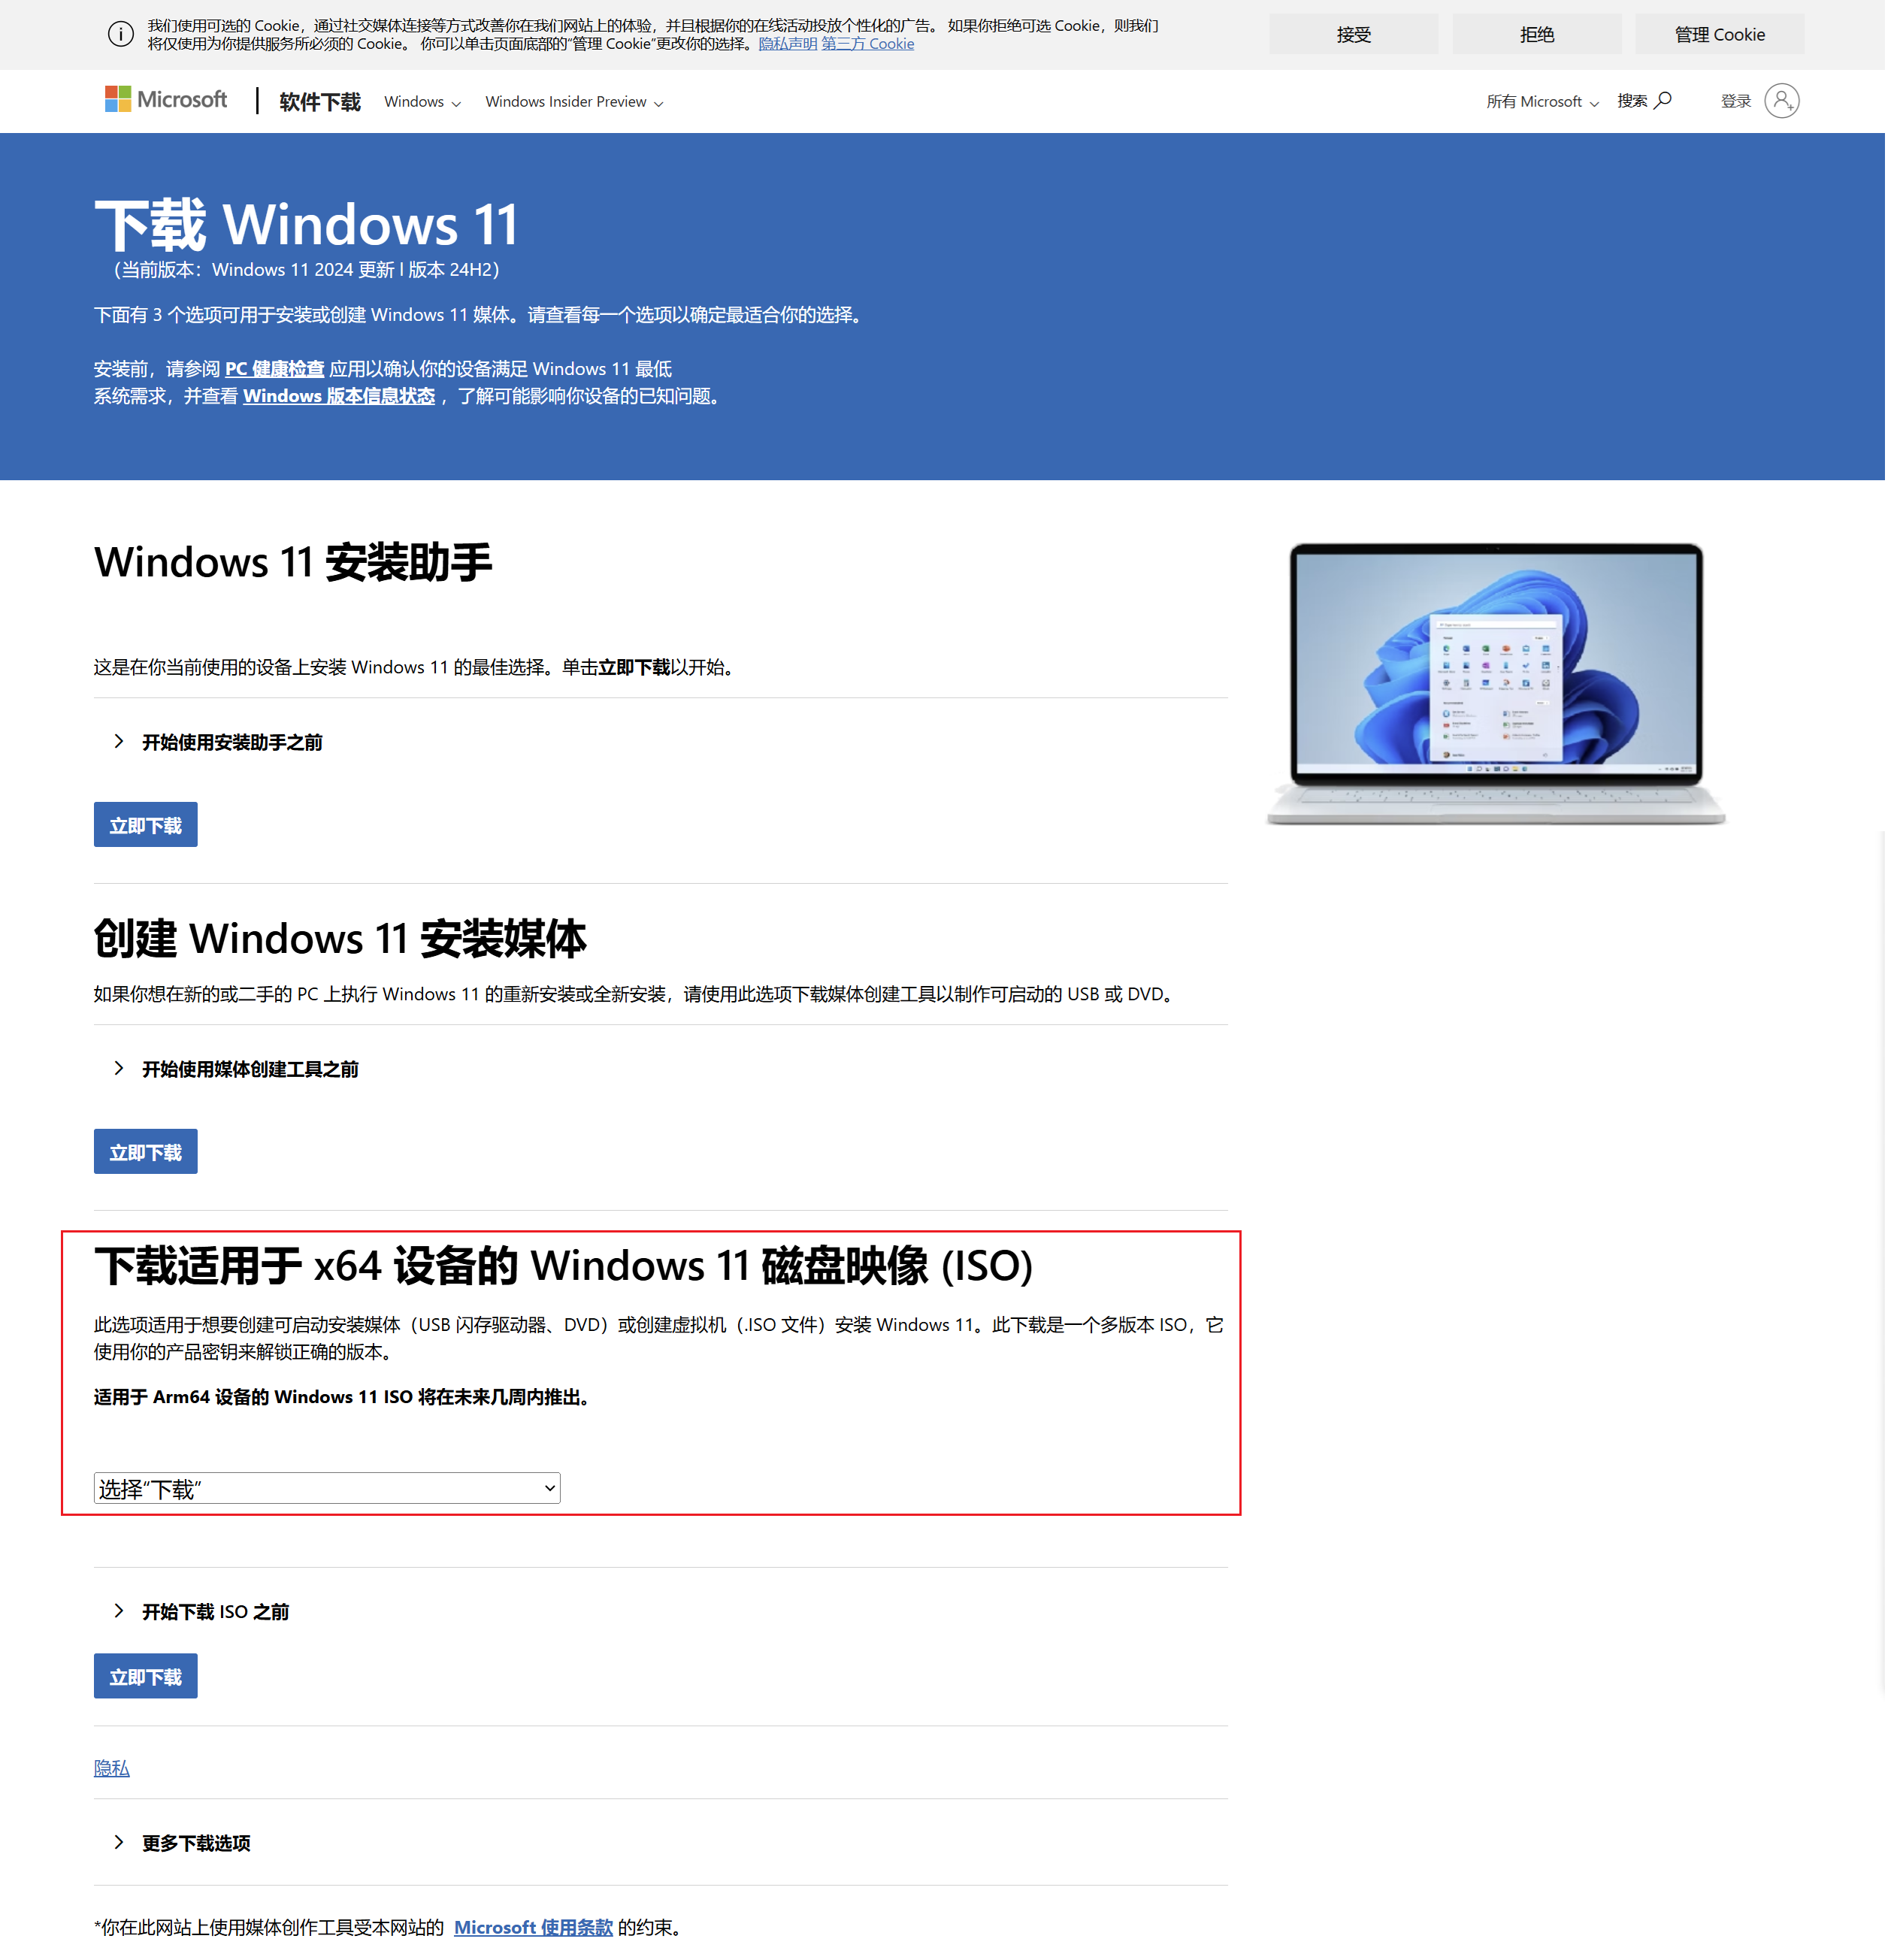 我们使用可选的 Cookie，通过社交媒体连接等方式改善你在我们网站上的体验，并且根据你的在线活动投放个性化的广告。 如果你拒绝可选 Cookie，则我们
将仅使用为你提供服务所必须的 Cookie。 你可以单击页面底部的“管理 Cookie”更改你的选择。隐私声明 第三方 Cookie
接受
拒绝
管理 Cookie
Microsoft
软件下载
Windows
Windows Insider Preview
所有 Microsoft
搜索
登录
下载 Windows 11
（当前版本：Windows 11 2024 更新 l 版本 24H2）
下面有 3 个选项可用于安装或创建 Windows 11 媒体。请查看每一个选项以确定最适合你的选择。
安装前，请参阅 PC 健康检查 应用以确认你的设备满足 Windows 11 最低
系统需求，并查看 Windows 版本信息状态 ，了解可能影响你设备的已知问题。
Windows 11 安装助手
这是在你当前使用的设备上安装 Windows 11 的最佳选择。单击立即下载以开始。
开始使用安装助手之前
立即下载
创建 Windows 11 安装媒体
如果你想在新的或二手的 PC 上执行 Windows 11 的重新安装或全新安装，请使用此选项下载媒体创建工具以制作可启动的 USB 或 DVD。
开始使用媒体创建工具之前
立即下载
下载适用于 x64 设备的 Windows 11 磁盘映像 (ISO)
此选项适用于想要创建可启动安装媒体（USB 闪存驱动器、DVD）或创建虚拟机（.ISO 文件）安装 Windows 11。此下载是一个多版本 ISO，它
使用你的产品密钥来解锁正确的版本。
适用于 Arm64 设备的 Windows 11 ISO 将在未来几周内推出。
选择“下载”
开始下载 ISO 之前
立即下载
隐私
更多下载选项
*你在此网站上使用媒体创作工具受本网站的 Microsoft 使用条款 的约束。